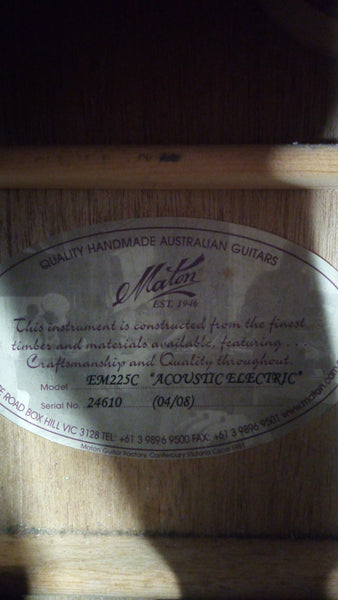 QUALITY HANDMADE AUSTRALIAN GUITARS
Maton
EST. 1946
This instrument is constructed from the finest
timber and materials available, featuring . . .
Craftsmanship and Quality throughout.
Model EM225C "ACOUSTIC ELECTRIC"
Serial No. 24610 (04/08)
ROAD BOX HILL VIC 3128 TEL: +61 3 9896 9500 FAX: +61 3 9896 9501 www.maton.com
Maton Guitar Factory, Canterbury Victoria Circa 1951